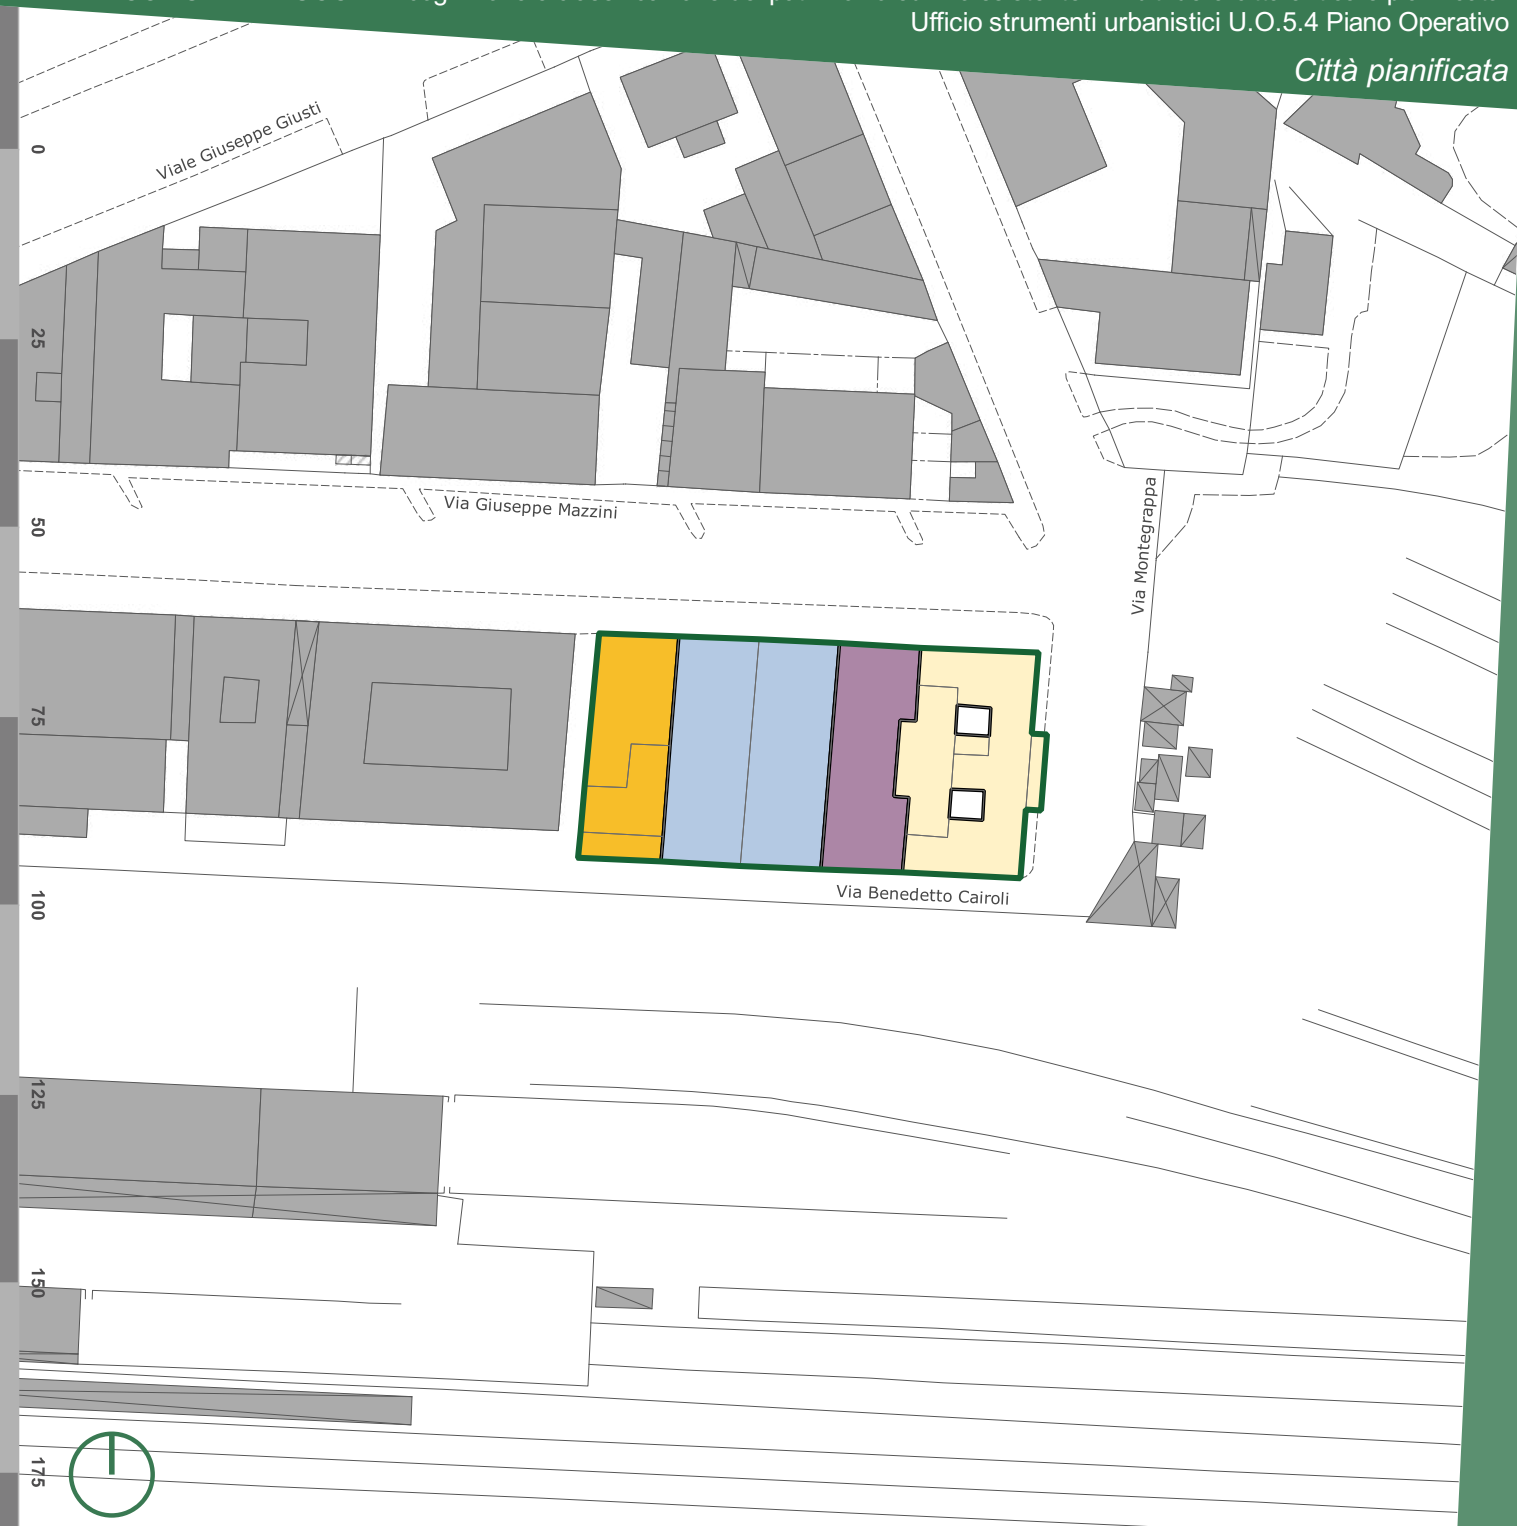 Ufficio strumenti urbanistici U.O.5.4 Piano Operativo
Città pianificata
Viale Giuseppe Giusti
0
25
Via Giuseppe Mazzini
Via Montegrappa
50
75
Via Benedetto Cairoli
100
125
150
175